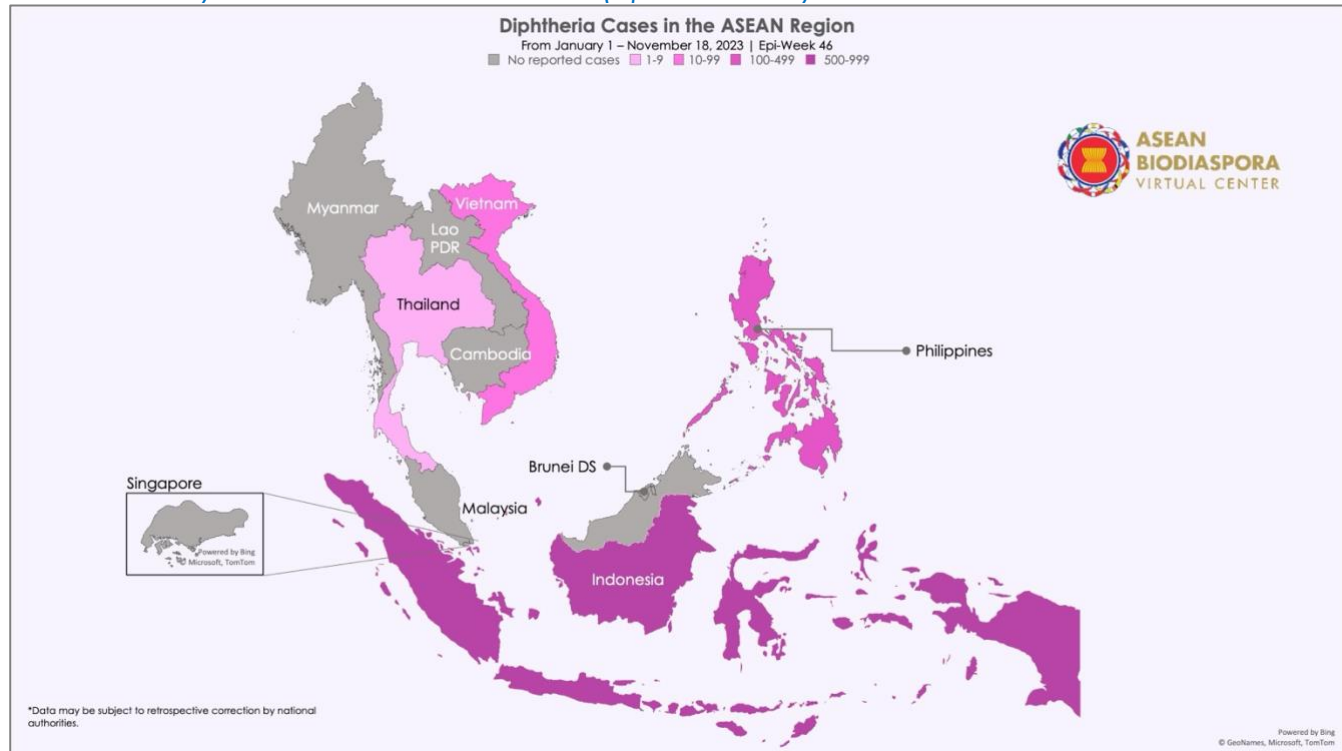 Diphtheria Cases in the ASEAN Region
From January 1 – November 18, 2023 | Epi-Week 46
No reported cases 1-9 10-99 100-499 500-999
ASEAN
BIODIASPORA
VIRTUAL CENTER
Myanmar
Vietnam
Lao
PDR
Thailand
Cambodia
Philippines
Brunei DS
Singapore
Powered by Bing
Microsoft, TomTom
Malaysia
Indonesia
*Data may be subject to retrospective correction by national
authorities.
Powered by Bing
© GeoNames, Microsoft, TomTom